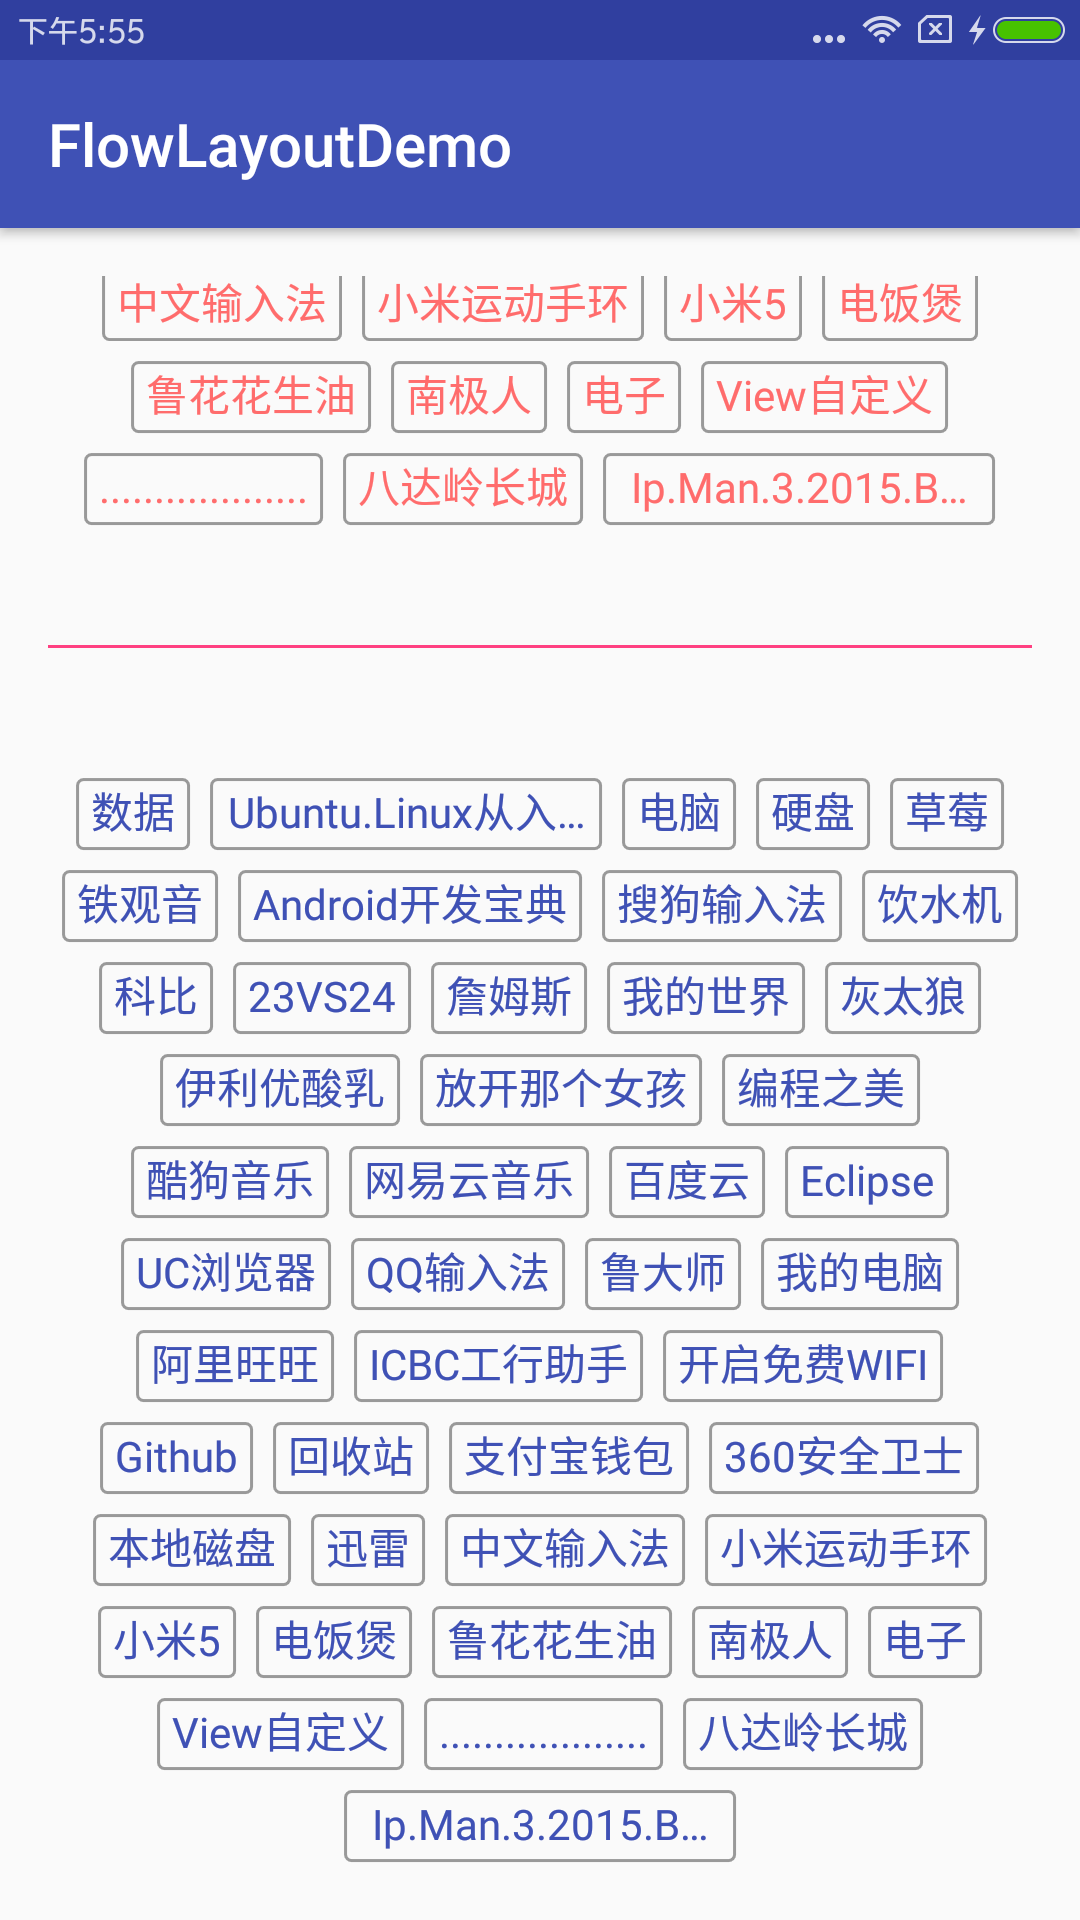 下午5:55
FlowLayoutDemo
中文输入法 小米运动手环 小米5 电饭煲
鲁花花生油 南极人 电子 View自定义
................... 八达岭长城 Ip.Man.3.2015.B...
数据 Ubuntu.Linux从入... 电脑 硬盘 草莓
铁观音 Android开发宝典 搜狗输入法 饮水机
科比 23VS24 詹姆斯 我的世界 灰太狼
伊利优酸乳 放开那个女孩 编程之美
酷狗音乐 网易云音乐 百度云 Eclipse
UC浏览器 QQ输入法 鲁大师 我的电脑
阿里旺旺 ICBC工行助手 开启免费WIFI
Github 回收站 支付宝钱包 360安全卫士
本地磁盘 迅雷 中文输入法 小米运动手环
小米5 电饭煲 鲁花花生油 南极人 电子
View自定义 ................... 八达岭长城
Ip.Man.3.2015.B...